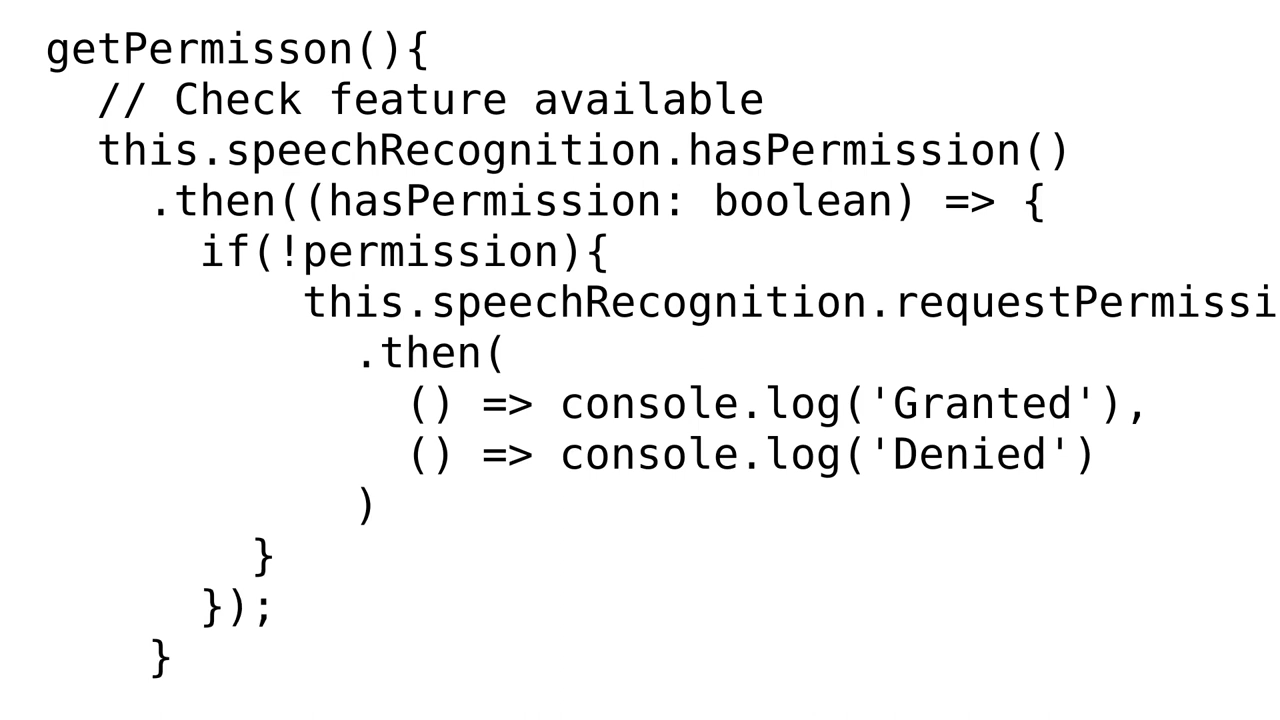 getPermisson(){
// Check feature available
this.speechRecognition.hasPermission()
.then((hasPermission: boolean) => {
if(!permission){
this.speechRecognition.requestPermissi
.then(
() => console.log('Granted'),
() => console.log('Denied')
)
}
});
}